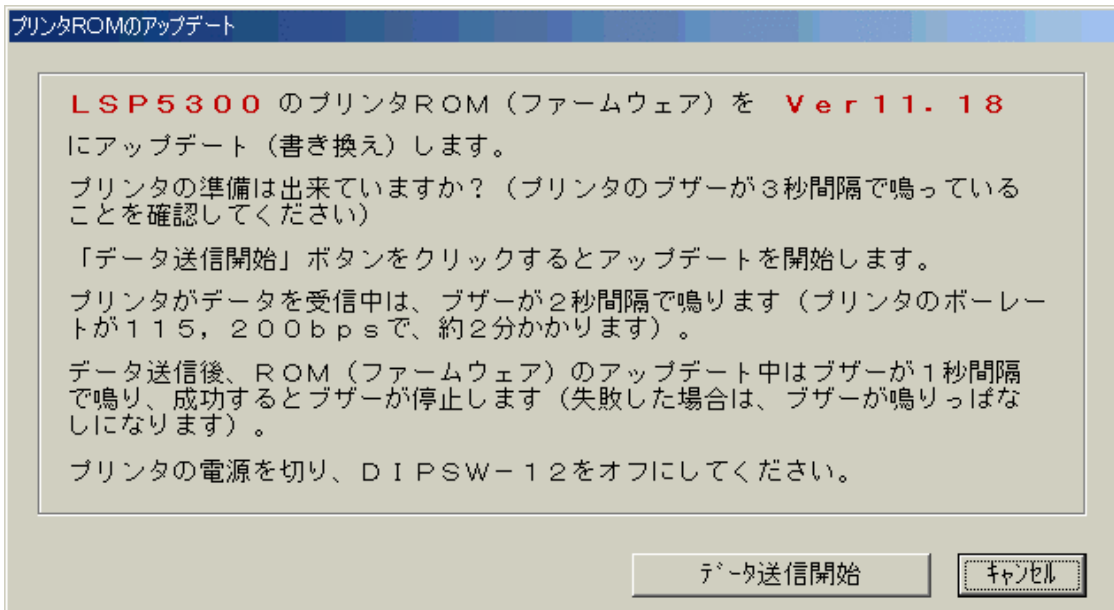 プリンタROMのアップデート
ＬＳＰ５３００ のプリンタＲＯＭ（ファームウェア）を Ｖｅｒ１１．１８
にアップデート（書き換え）します。
プリンタの準備は出来ていますか？（プリンタのブザーが３秒間隔で鳴っている
ことを確認してください）
「データ送信開始」ボタンをクリックするとアップデートを開始します。
プリンタがデータを受信中は、ブザーが２秒間隔で鳴ります（プリンタのボーレー
トが１１５，２００ｂｐｓで、約２分かかります）。
データ送信後、ＲＯＭ（ファームウェア）のアップデート中はブザーが１秒間隔
で鳴り、成功するとブザーが停止します（失敗した場合は、ブザーが鳴りっぱな
しになります）。
プリンタの電源を切り、ＤＩＰＳＷ－１２をオフにしてください。
ﾃﾞｰﾀ送信開始
ｷｬﾝｾﾙ